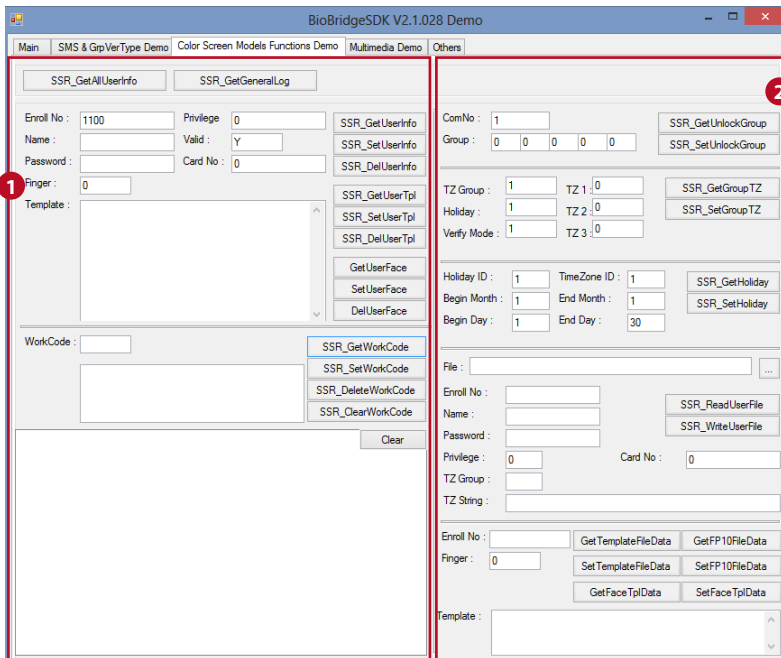 BioBridgeSDK V2.1.028 Demo
Main SMS & GrpVerType Demo Color Screen Models Functions Demo Multimedia Demo Others
1
SSR_GetAllUserInfo SSR_GetGeneralLog
Enroll No : 1100 Privilege 0 SSR_GetUserInfo
Name : Valid : Y SSR_SetUserInfo
Password : Card No : 0 SSR_DelUserInfo
Finger : 0 SSR_GetUserTpl
Template : SSR_SetUserTpl
SSR_DelUserTpl
GetUserFace
SetUserFace
DelUserFace
WorkCode : SSR_GetWorkCode
SSR_SetWorkCode
SSR_DeleteWorkCode
SSR_ClearWorkCode
Clear
2
ComNo : 1 SSR_GetUnlockGroup
Group : 0 0 0 0 0 SSR_SetUnlockGroup
TZ Group : 1 TZ 1 : 0 SSR_GetGroupTZ
Holiday : 1 TZ 2 : 0 SSR_SetGroupTZ
Verify Mode : 1 TZ 3 : 0
Holiday ID : 1 TimeZone ID : 1 SSR_GetHoliday
Begin Month : 1 End Month : 1 SSR_SetHoliday
Begin Day : 1 End Day : 30
File : ...
Enroll No :
Name : SSR_ReadUserFile
Password : SSR_WriteUserFile
Privilege : 0 Card No : 0
TZ Group :
TZ String :
Enroll No : GetTemplateFileData GetFP10FileData
Finger : 0 SetTemplateFileData SetFP10FileData
GetFaceTplData SetFaceTplData
Template :